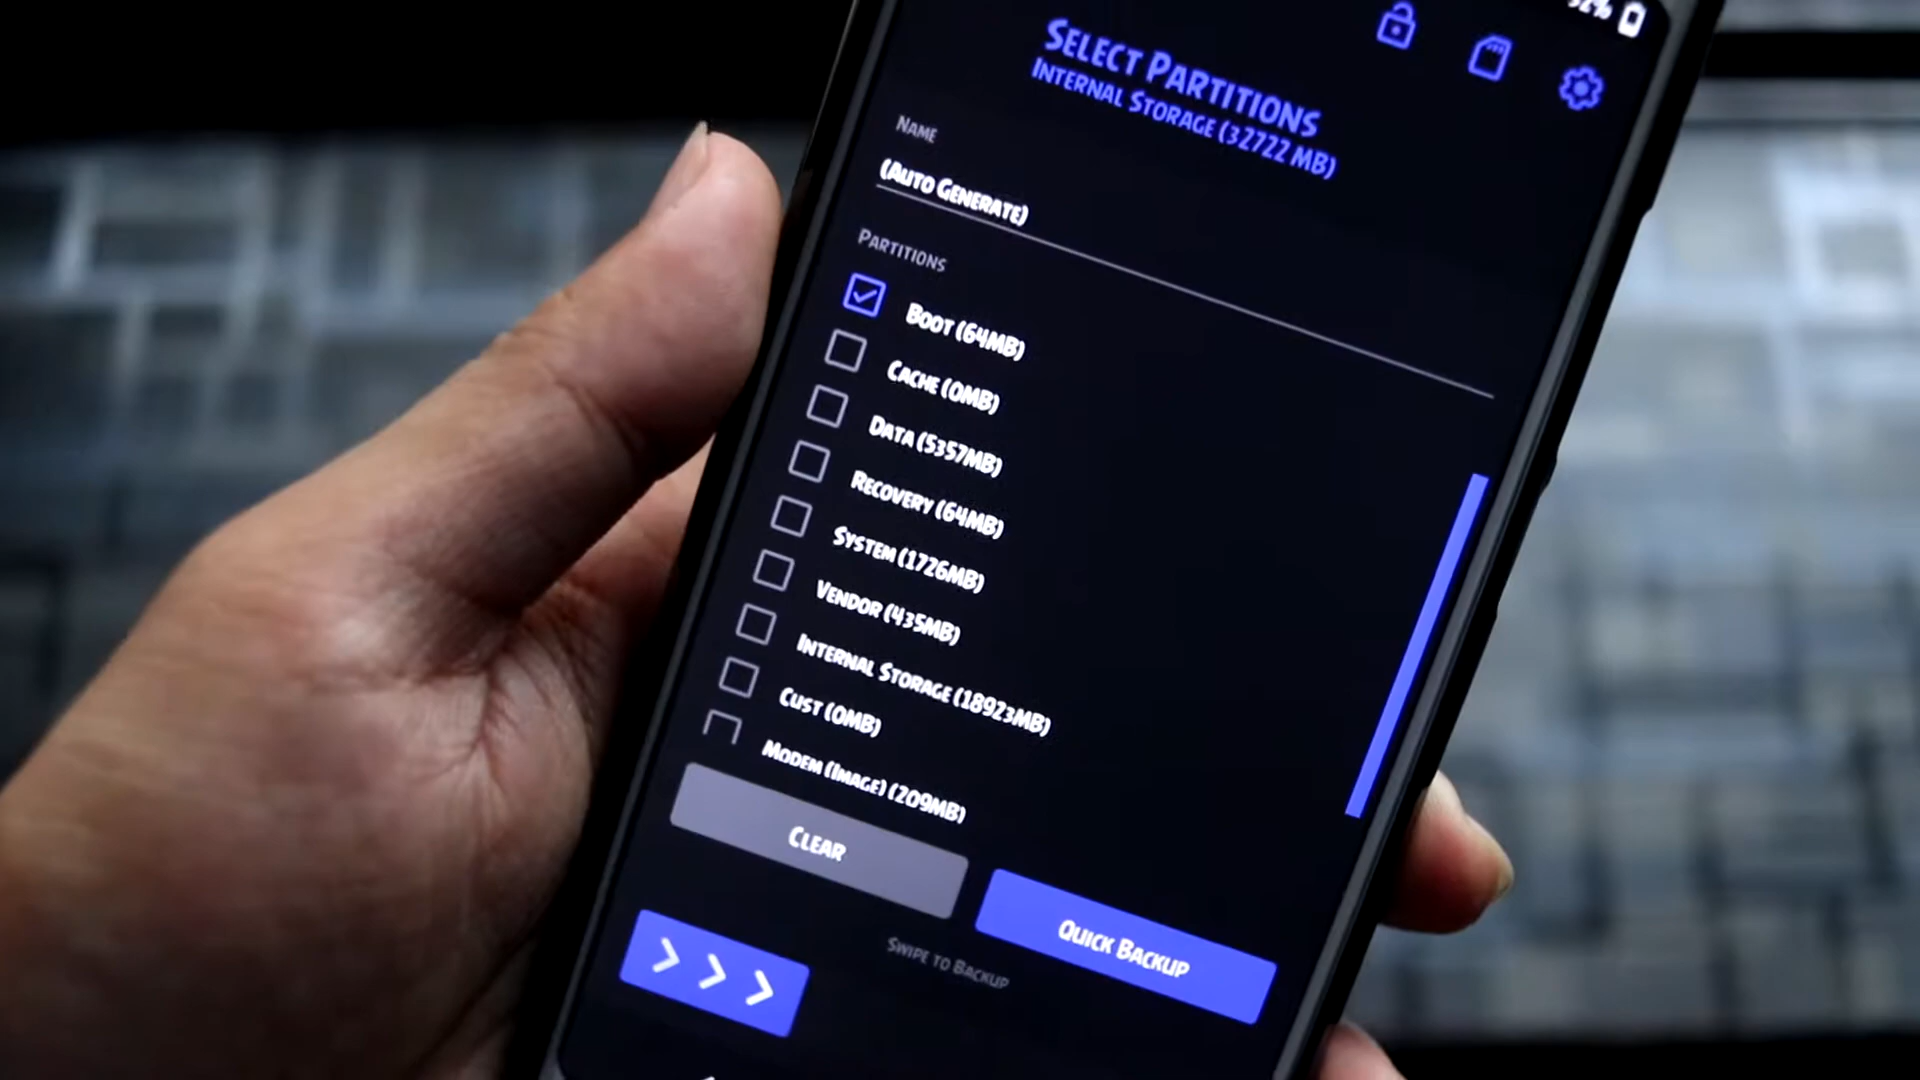 SELECT PARTITIONS
INTERNAL STORAGE (32722 MB)
NAME
(AUTO GENERATE)
PARTITIONS
BOOT (64MB)
CACHE (0MB)
DATA (5357MB)
RECOVERY (64MB)
SYSTEM (1726MB)
VENDOR (435MB)
INTERNAL STORAGE (18923MB)
CUST (0MB)
MODEM (IMAGE) (209MB)
CLEAR
QUICK BACKUP
SWIPE TO BACKUP